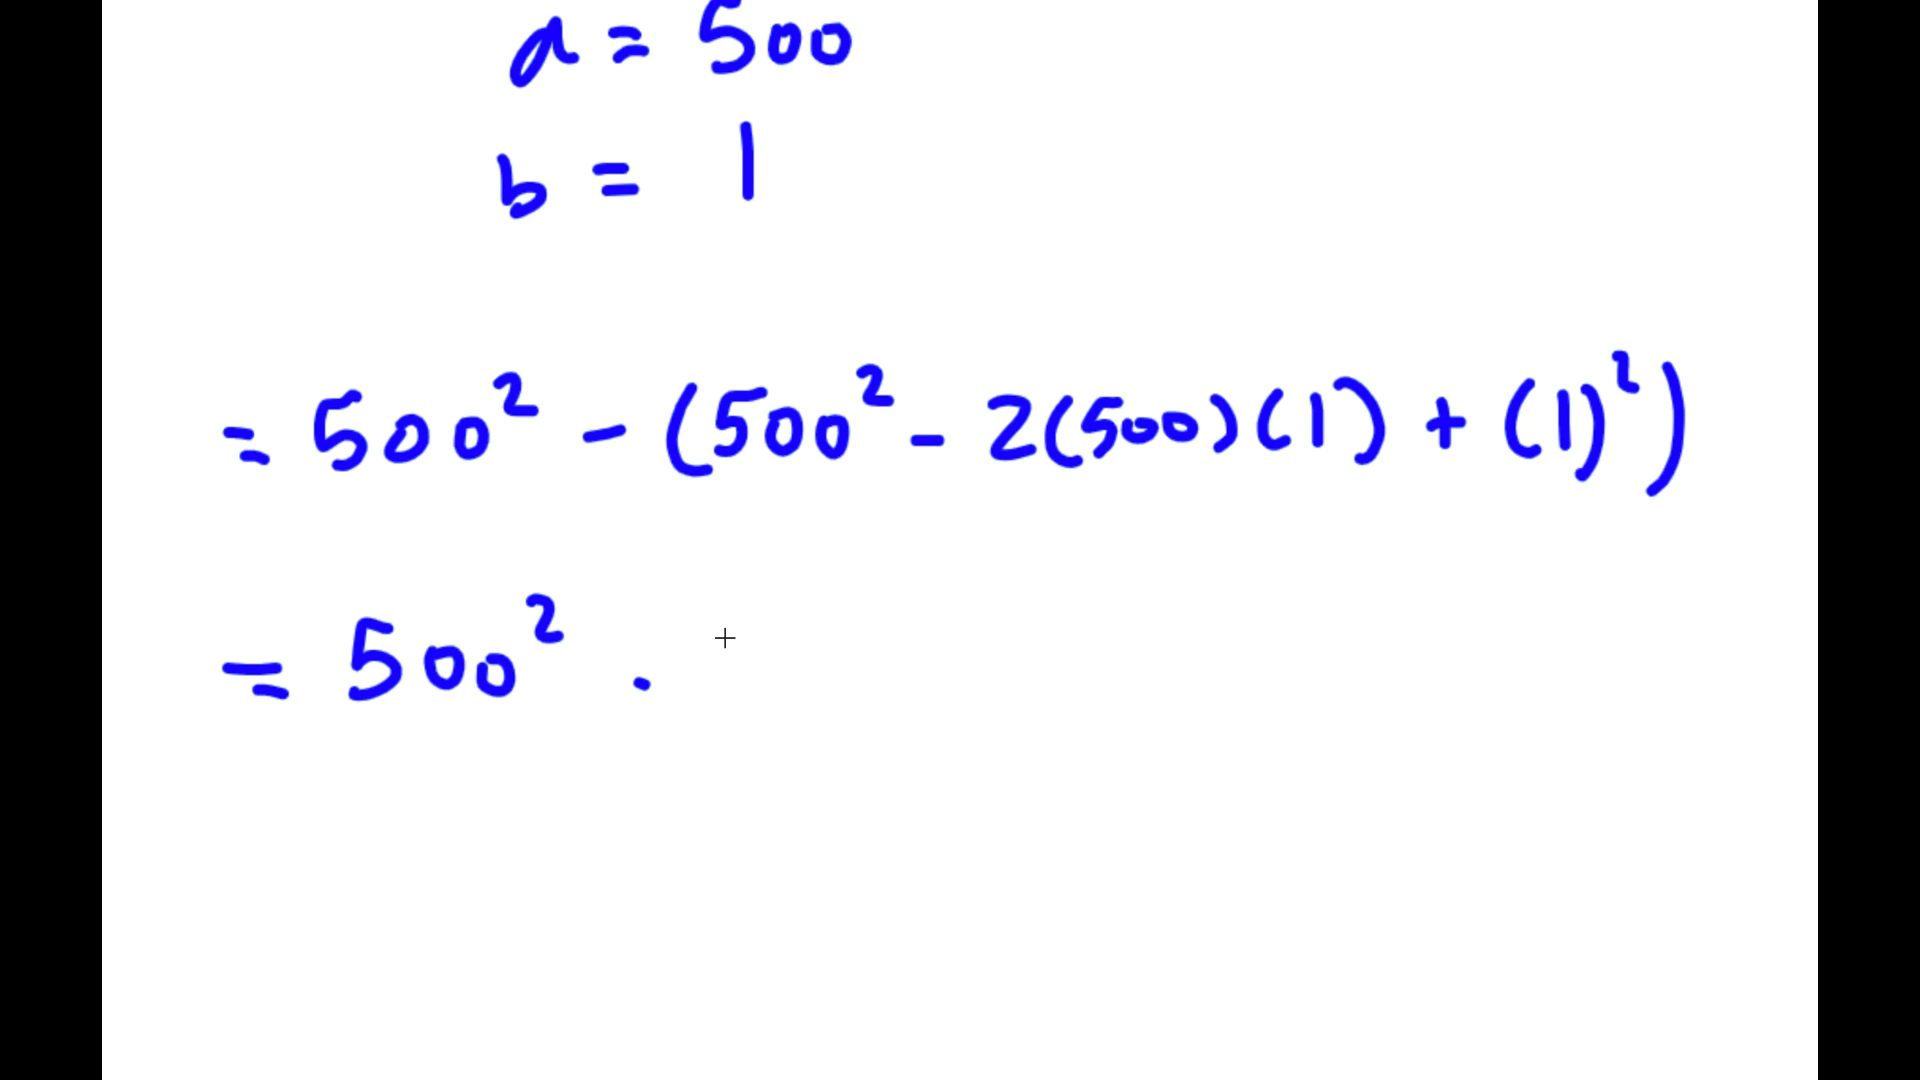 a = 500
b = 1
= 500² - (500² - 2(500)(1) + (1)²)
= 500² .